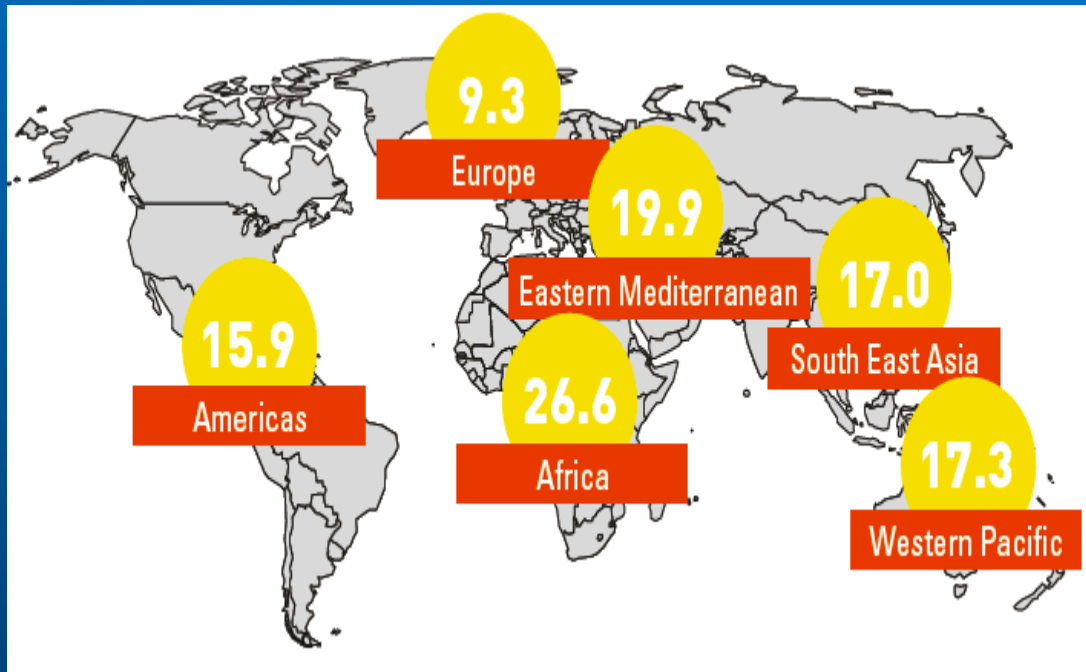 9.3
Europe
19.9
Eastern Mediterranean
17.0
South East Asia
15.9
Americas
26.6
Africa
17.3
Western Pacific